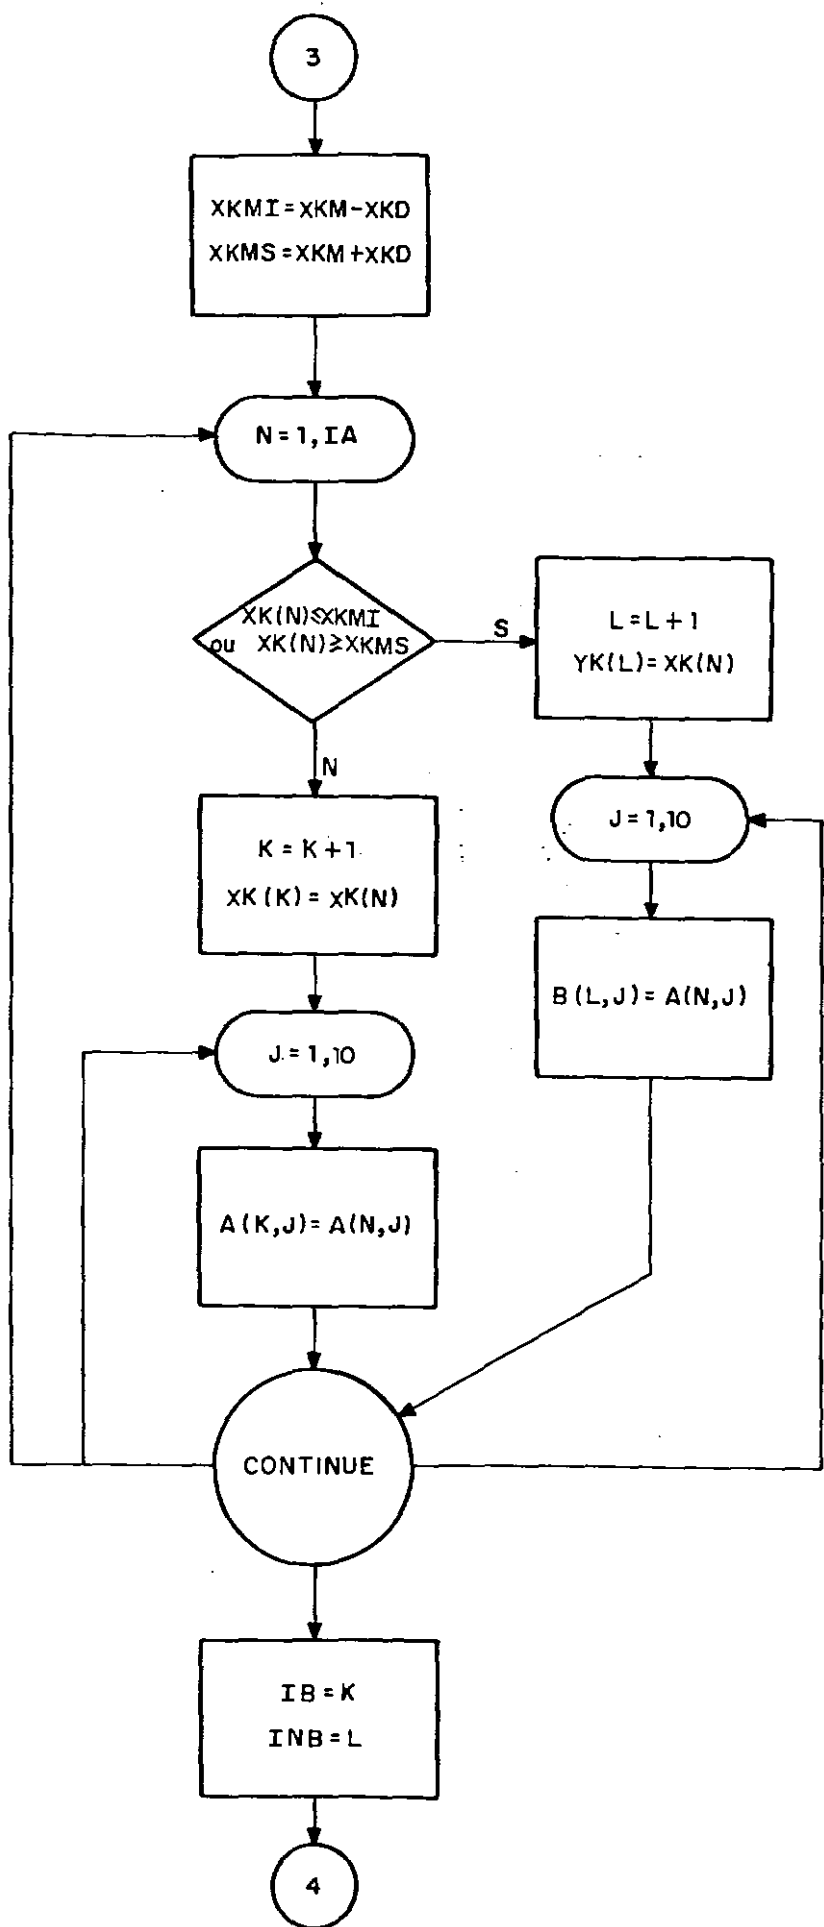 3
XKMI=XKM-XKD
XKMS=XKM+XKD
N=1,IA
XK(N)≤XKMI
ou XK(N)≥XKMS
S
L=L+1
YK(L)=XK(N)
N
J=1,10
K=K+1
XK(K)=XK(N)
B(L,J)=A(N,J)
J=1,10
A(K,J)=A(N,J)
CONTINUE
IB=K
INB=L
4